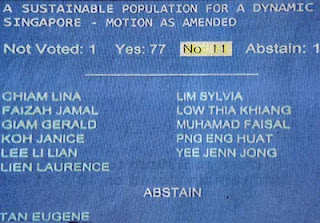 A SUSTAINABLE POPULATION FOR A DYNAMIC
SINGAPORE - MOTION AS AMENDED
Not Voted: 1 Yes: 77 No: 11 Abstain: 1
CHIAM LINA LIM SYLVIA
FAIZAH JAMAL LOW THIA KHIANG
GIAM GERALD MUHAMAD FAISAL
KOH JANICE PNG ENG HUAT
LEE LI LIAN YEE JENN JONG
LIEN LAURENCE
ABSTAIN
TAN EUGENE